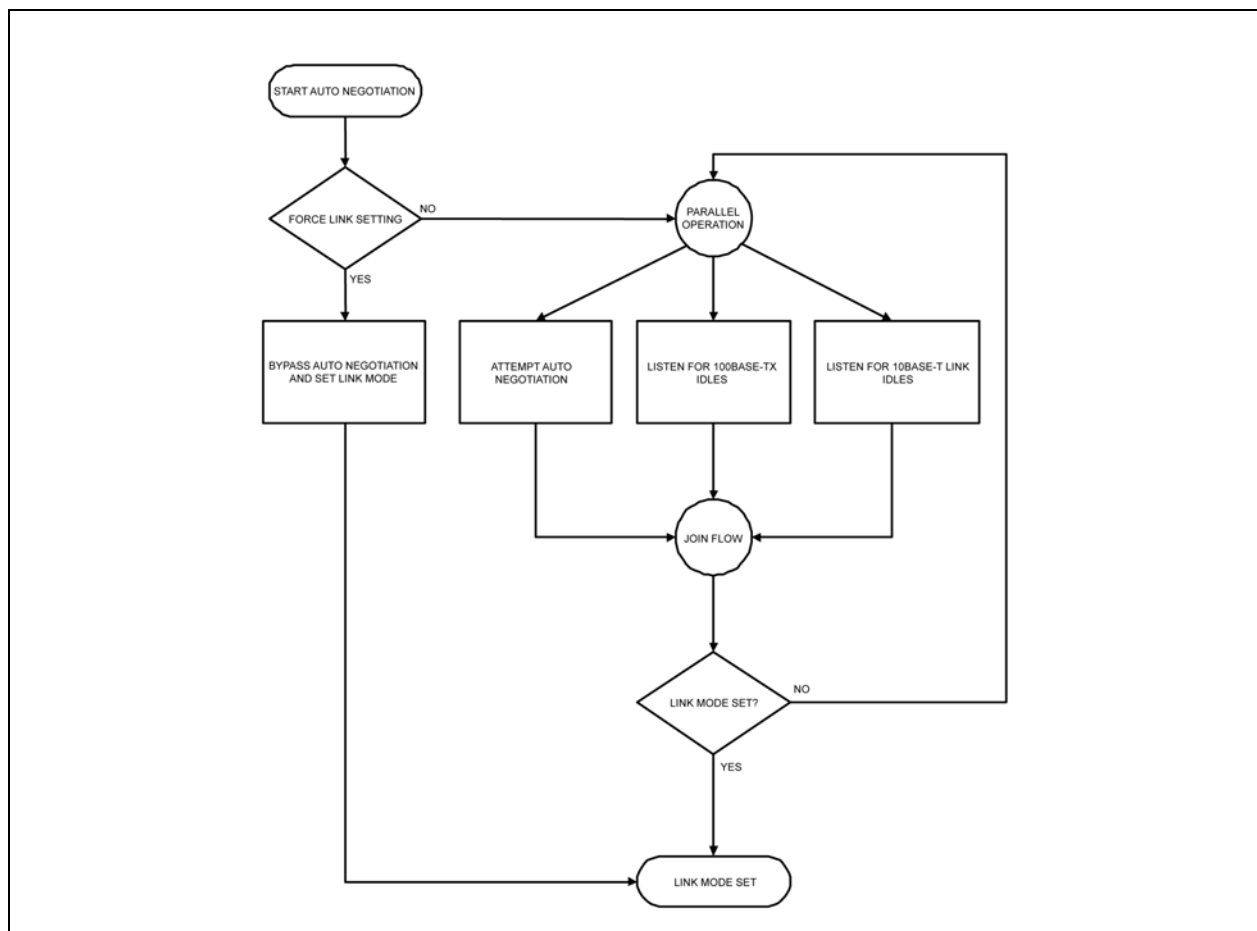 START AUTO NEGOTIATION
FORCE LINK SETTING
NO
PARALLEL
OPERATION
YES
BYPASS AUTO NEGOTIATION
AND SET LINK MODE
ATTEMPT AUTO
NEGOTIATION
LISTEN FOR 100BASE-TX
IDLES
LISTEN FOR 10BASE-T LINK
IDLES
JOIN FLOW
LINK MODE SET?
NO
YES
LINK MODE SET